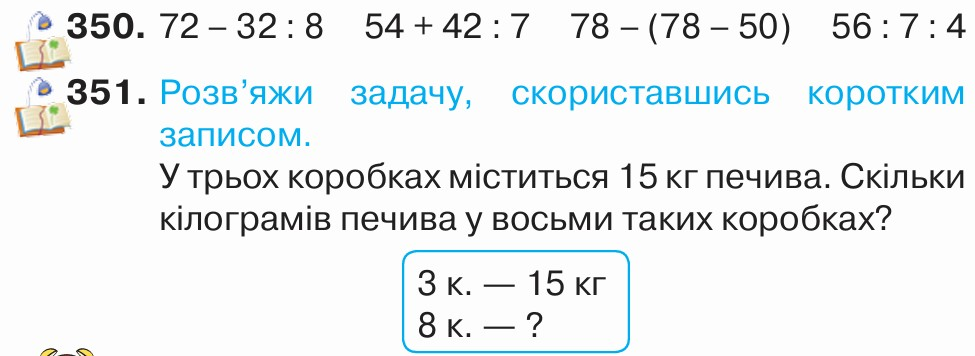 350. 72 – 32 : 8 54 + 42 : 7 78 – (78 – 50) 56 : 7 : 4
351. Розв’яжи задачу, скориставшись коротким
записом.
У трьох коробках міститься 15 кг печива. Скільки
кілограмів печива у восьми таких коробках?
3 к. — 15 кг
8 к. — ?